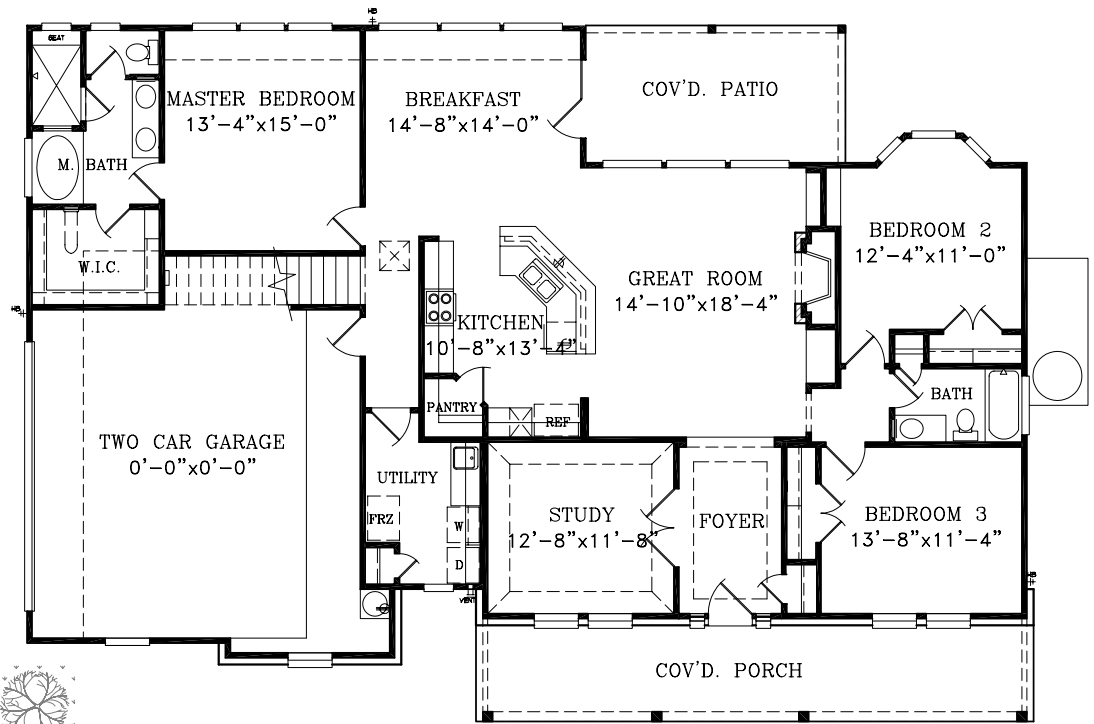 HB
SEAT
MASTER BEDROOM
13'-4"x15'-0"
BREAKFAST
14'-8"x14'-0"
COV'D. PATIO
M. BATH
W.I.C.
BEDROOM 2
12'-4"x11'-0"
GREAT ROOM
14'-10"x18'-4"
HB
KITCHEN
10'-8"x13'-4"
BATH
PANTRY
REF
TWO CAR GARAGE
0'-0"x0'-0"
UTILITY
FRZ
W
D
STUDY
12'-8"x11'-8"
FOYER
BEDROOM 3
13'-8"x11'-4"
HB
VENT
COV'D. PORCH